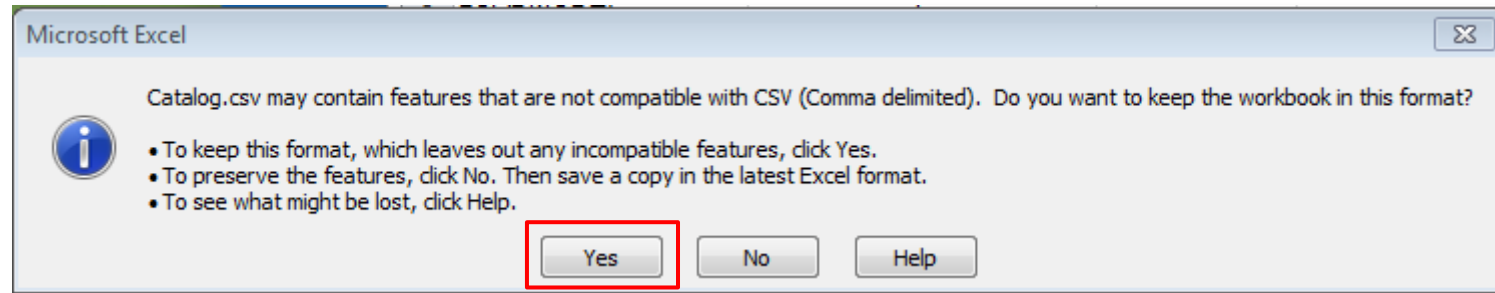 Microsoft Excel
Catalog.csv may contain features that are not compatible with CSV (Comma delimited).  Do you want to keep the workbook in this format?
• To keep this format, which leaves out any incompatible features, click Yes.
• To preserve the features, click No. Then save a copy in the latest Excel format.
• To see what might be lost, click Help.
Yes No Help